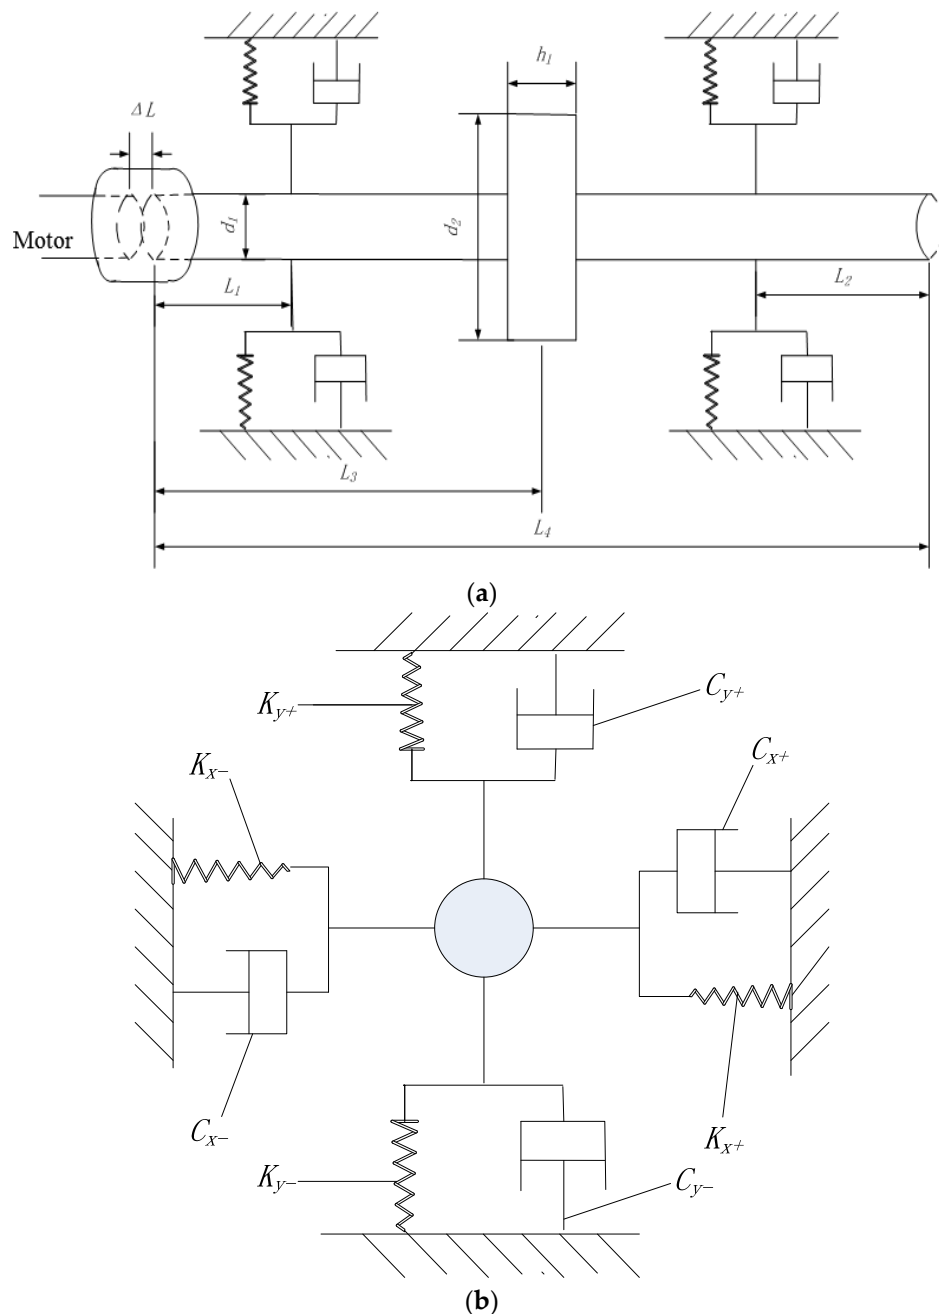 h₁
ΔL
d₁
d₂
Motor
L₁
L₂
L₃
L₄
(a)
Ky+
Cy+
Kx−
Cx+
Cx−
Kx+
Ky−
Cy−
(b)